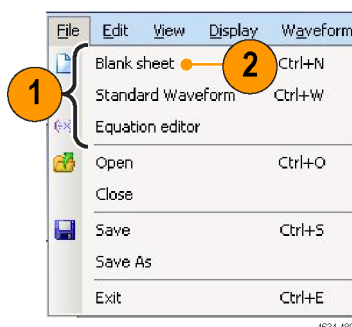 File Edit View Display Waveform
Blank sheet 2 Ctrl+N
1
Standard Waveform Ctrl+W
Equation editor
Open Ctrl+O
Close
Save Ctrl+S
Save As
Exit Ctrl+E